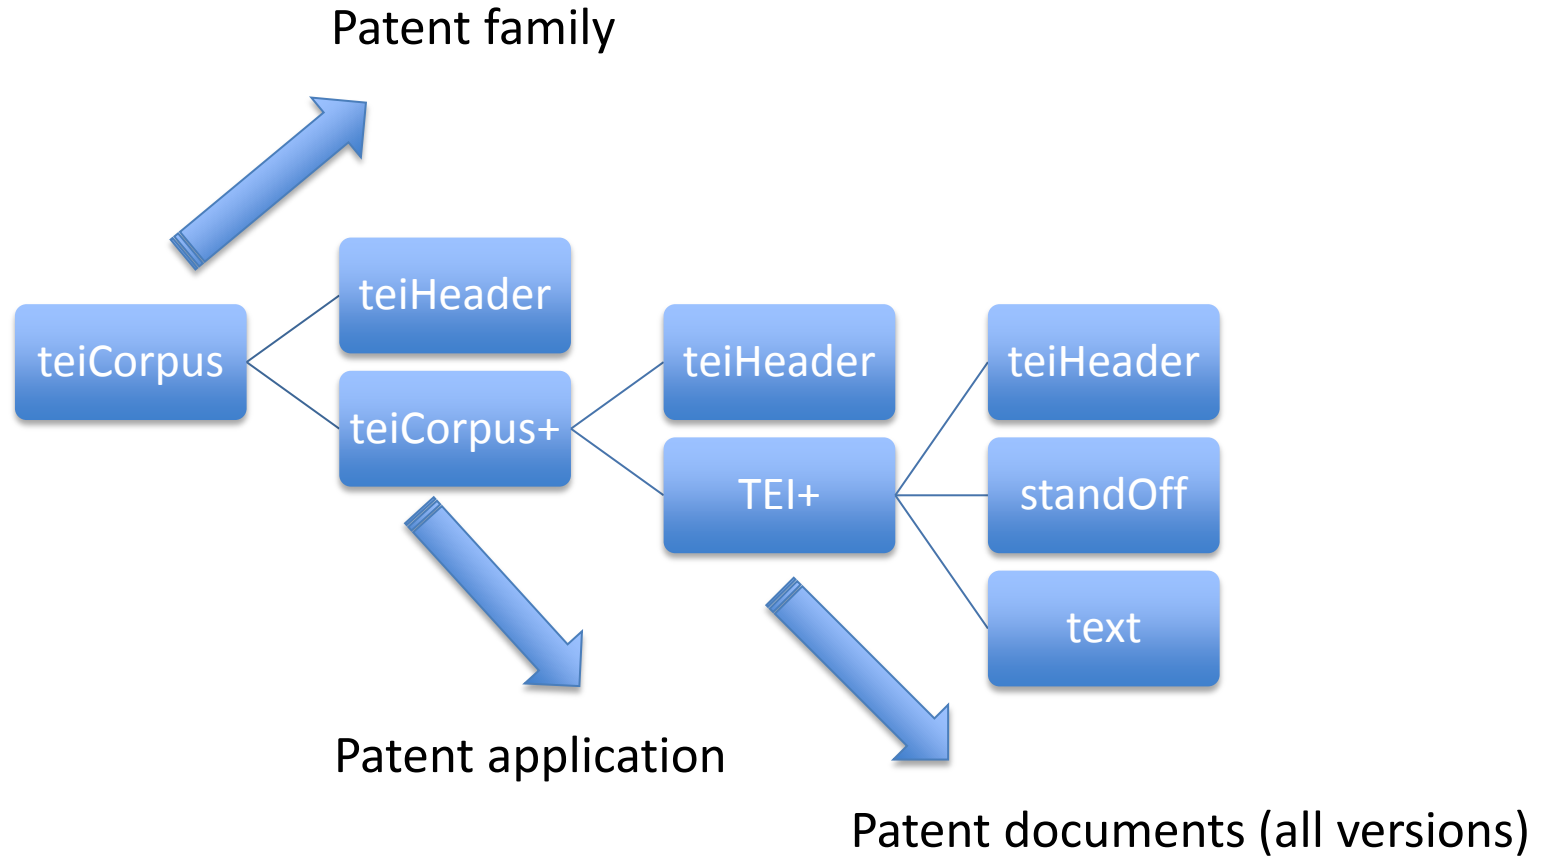 Patent family
teiHeader
teiCorpus
teiHeader
teiHeader
teiCorpus+
TEI+
standOff
text
Patent application
Patent documents (all versions)